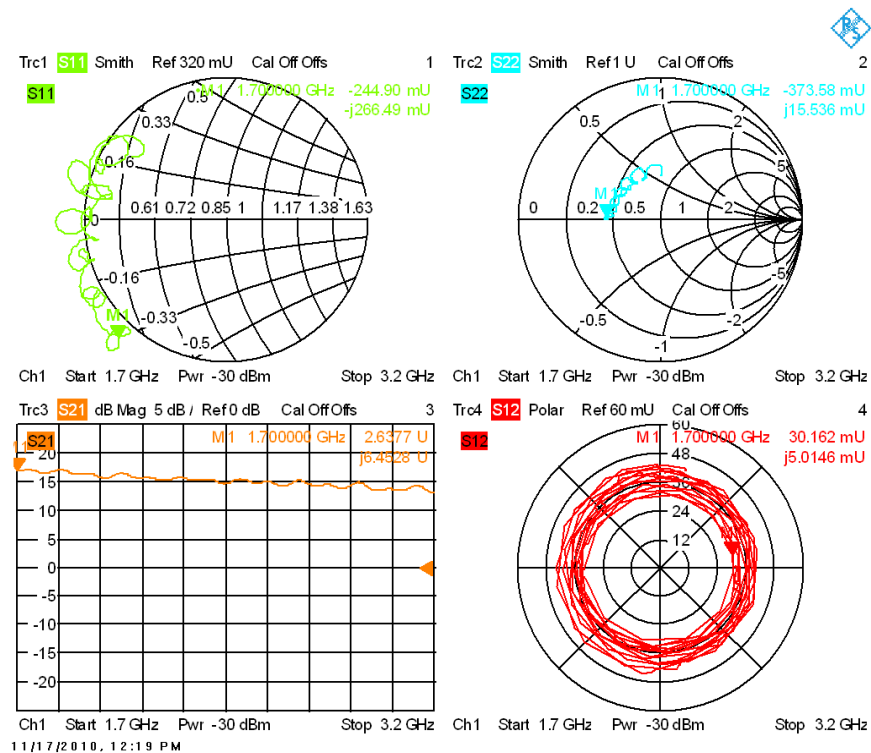 R S
Trc1 S11 Smith Ref 320 mU Cal Off Offs 1
S11
M1 1.700000 GHz -244.90 mU
-j266.49 mU
0.5
0.33
0.16
0 0.61 0.72 0.85 1 1.17 1.38 1.63
-0.16
M1
-0.33
-0.5
Ch1 Start 1.7 GHz Pwr -30 dBm Stop 3.2 GHz
Trc2 S22 Smith Ref 1 U Cal Off Offs 2
S22
M1 1.700000 GHz -373.58 mU
j15.536 mU
1
0.5 2
5
M1
0 0.2 0.5 1 2
-5
-0.5 -2
-1
Ch1 Start 1.7 GHz Pwr -30 dBm Stop 3.2 GHz
Trc3 S21 dB Mag 5 dB / Ref 0 dB Cal Off Offs 3
S21
M1 1.700000 GHz 2.6377 U
j6.4528 U
20
15
10
5
0
-5
-10
-15
-20
Ch1 Start 1.7 GHz Pwr -30 dBm Stop 3.2 GHz
Trc4 S12 Polar Ref 60 mU Cal Off Offs 4
S12
M1 1.700000 GHz 30.162 mU
j5.0146 mU
60
48
36
24
12
Ch1 Start 1.7 GHz Pwr -30 dBm Stop 3.2 GHz
11/17/2010, 12:19 PM